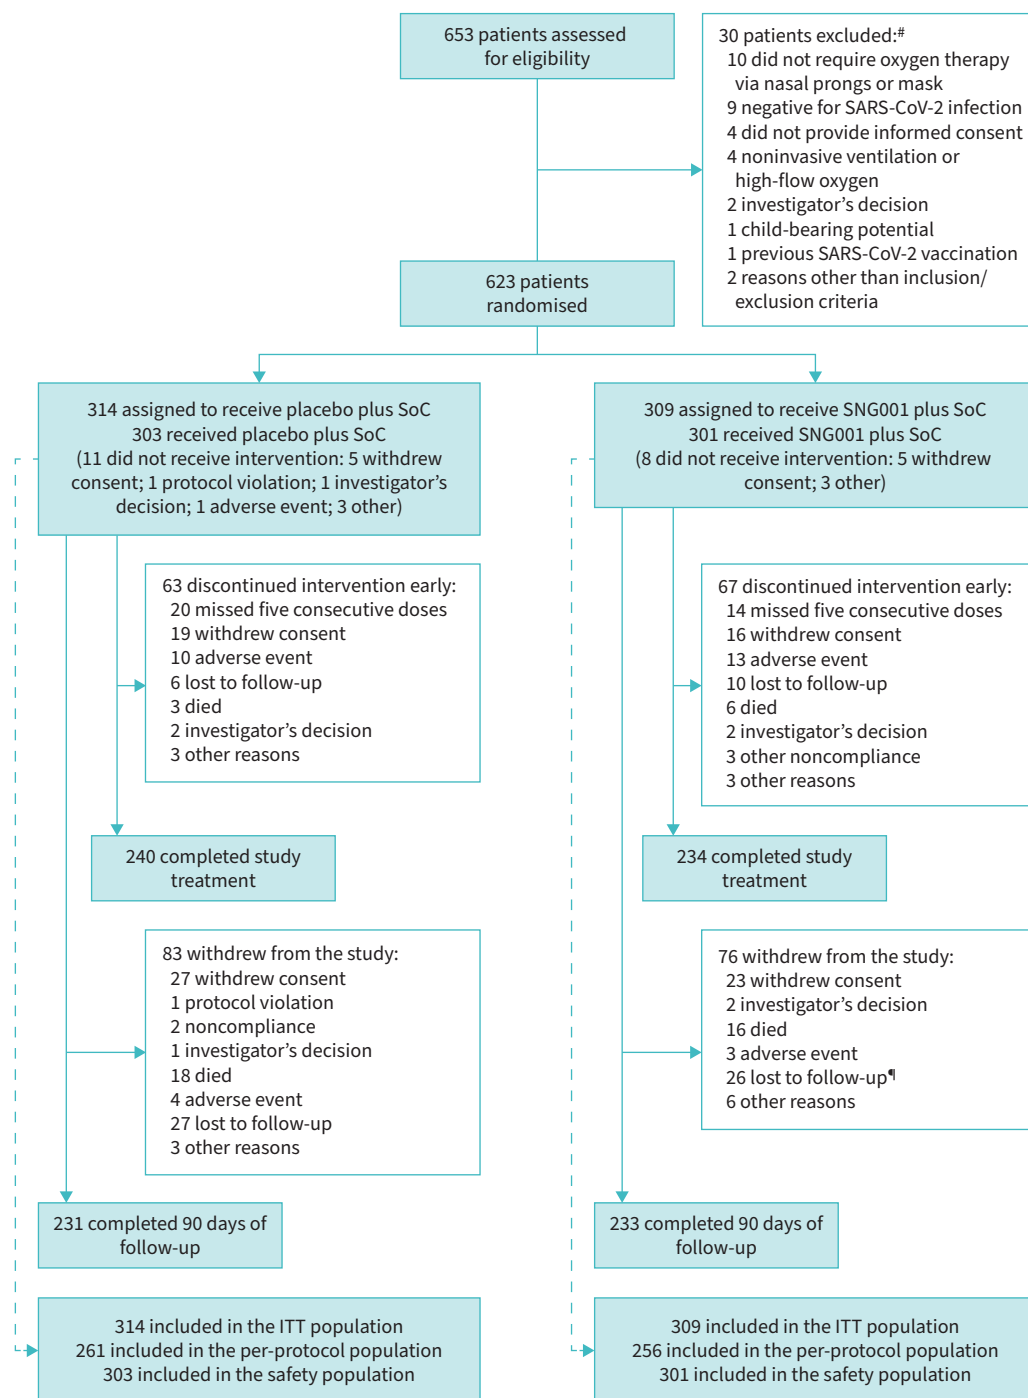 653 patients assessed
for eligibility
30 patients excluded:#
10 did not require oxygen therapy
via nasal prongs or mask
9 negative for SARS-CoV-2 infection
4 did not provide informed consent
4 noninvasive ventilation or
high-flow oxygen
2 investigator's decision
1 child-bearing potential
1 previous SARS-CoV-2 vaccination
2 reasons other than inclusion/
exclusion criteria
623 patients
randomised
314 assigned to receive placebo plus SoC
303 received placebo plus SoC
(11 did not receive intervention: 5 withdrew
consent; 1 protocol violation; 1 investigator's
decision; 1 adverse event; 3 other)
309 assigned to receive SNG001 plus SoC
301 received SNG001 plus SoC
(8 did not receive intervention: 5 withdrew
consent; 3 other)
63 discontinued intervention early:
20 missed five consecutive doses
19 withdrew consent
10 adverse event
6 lost to follow-up
3 died
2 investigator's decision
3 other reasons
67 discontinued intervention early:
14 missed five consecutive doses
16 withdrew consent
13 adverse event
10 lost to follow-up
6 died
2 investigator's decision
3 other noncompliance
3 other reasons
240 completed study
treatment
234 completed study
treatment
83 withdrew from the study:
27 withdrew consent
1 protocol violation
2 noncompliance
1 investigator's decision
18 died
4 adverse event
27 lost to follow-up
3 other reasons
76 withdrew from the study:
23 withdrew consent
2 investigator's decision
16 died
3 adverse event
26 lost to follow-up¶
6 other reasons
231 completed 90 days of
follow-up
233 completed 90 days of
follow-up
314 included in the ITT population
261 included in the per-protocol population
303 included in the safety population
309 included in the ITT population
256 included in the per-protocol population
301 included in the safety population